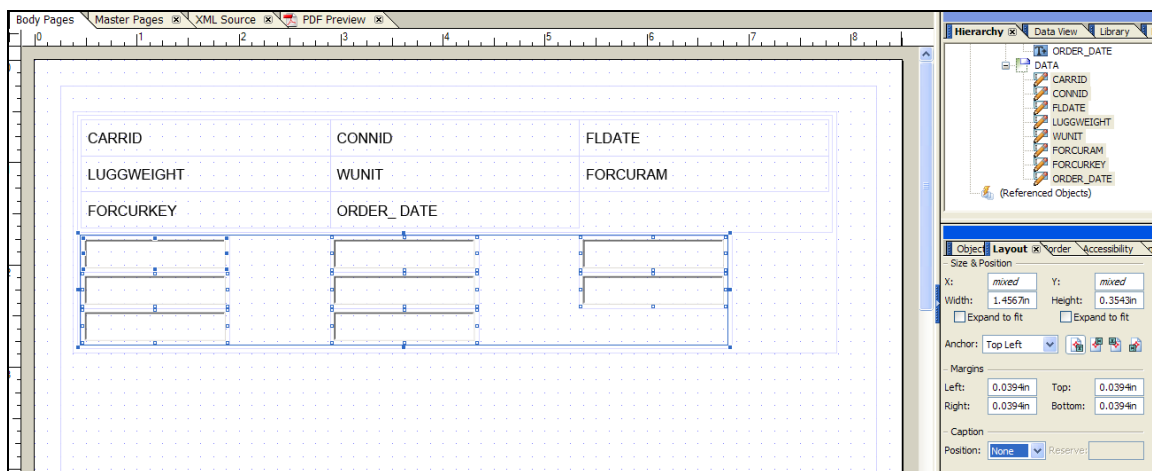 Body Pages Master Pages XML Source PDF Preview
0 1 2 3 4 5 6 7 8
CARRID CONNID FLDATE
LUGGWEIGHT WUNIT FORCURAM
FORCURKEY ORDER_ DATE
Hierarchy Data View Library
ORDER_DATE
DATA
CARRID
CONNID
FLDATE
LUGGWEIGHT
WUNIT
FORCURAM
FORCURKEY
ORDER_DATE
(Referenced Objects)
Object Layout Border Accessibility
Size & Position
X: mixed Y: mixed
Width: 1.4567in Height: 0.3543in
Expand to fit Expand to fit
Anchor: Top Left
Margins
Left: 0.0394in Top: 0.0394in
Right: 0.0394in Bottom: 0.0394in
Caption
Position: None Reserve: